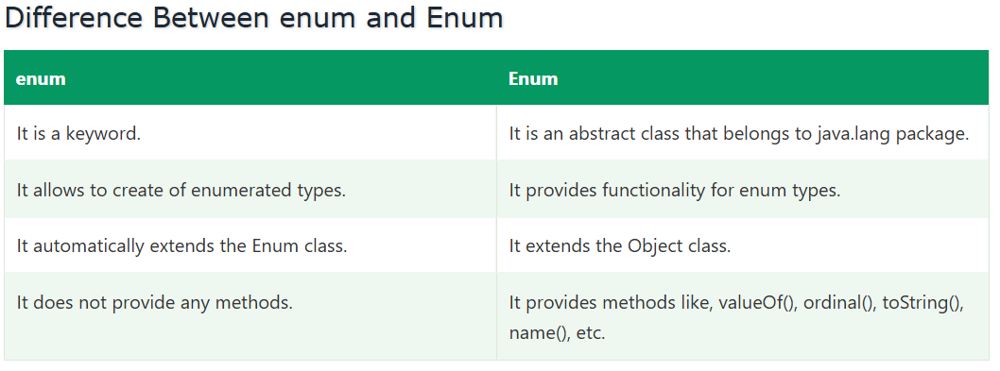 Difference Between enum and Enum
enum
Enum
It is a keyword.
It is an abstract class that belongs to java.lang package.
It allows to create of enumerated types.
It provides functionality for enum types.
It automatically extends the Enum class.
It extends the Object class.
It does not provide any methods.
It provides methods like, valueOf(), ordinal(), toString(),
name(), etc.